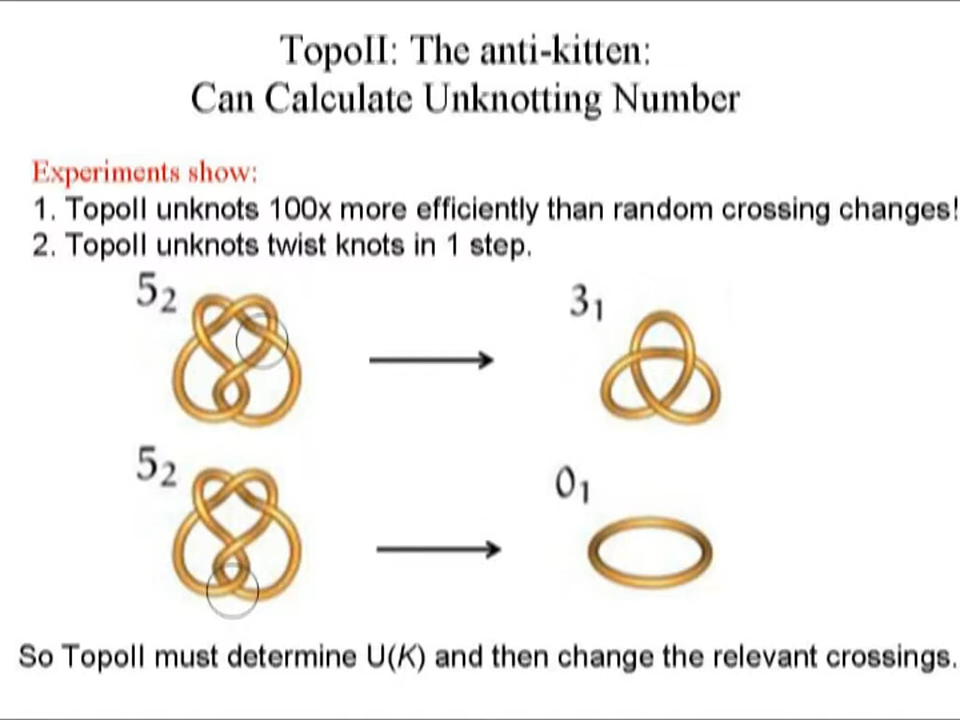 TopoII: The anti-kitten:
Can Calculate Unknotting Number
Experiments show:
1. TopoII unknots 100x more efficiently than random crossing changes!
2. TopoII unknots twist knots in 1 step.
5₂
3₁
5₂
0₁
So TopoII must determine U(K) and then change the relevant crossings.